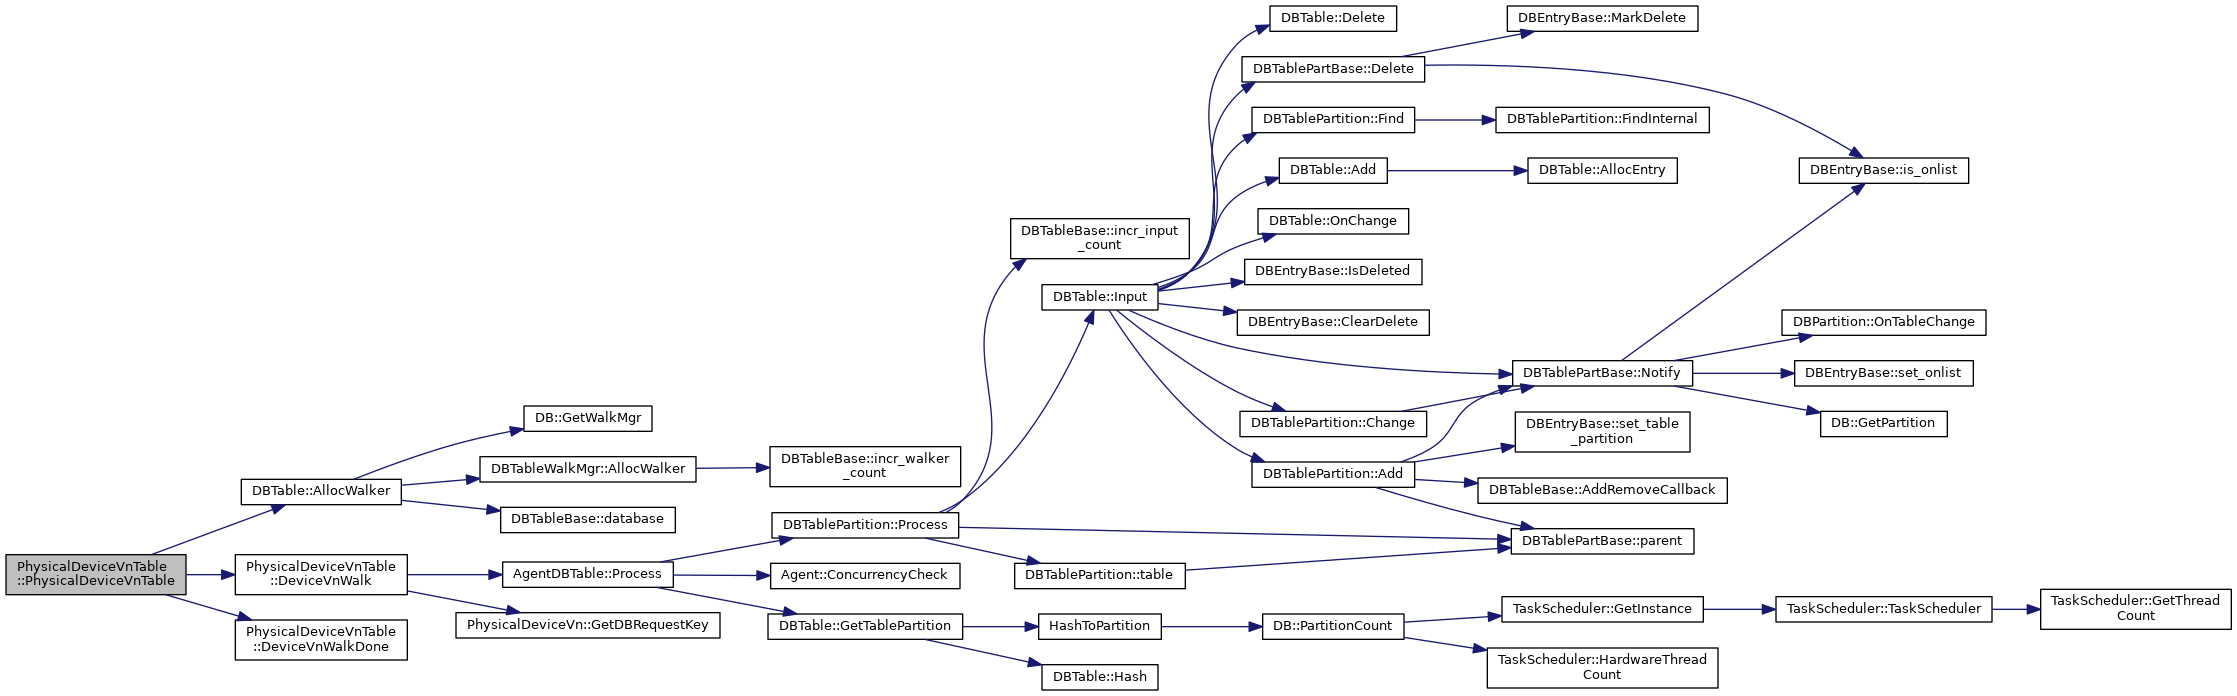 PhysicalDeviceVnTable
::PhysicalDeviceVnTable
DBTable::AllocWalker
PhysicalDeviceVnTable
::DeviceVnWalk
PhysicalDeviceVnTable
::DeviceVnWalkDone
DB::GetWalkMgr
DBTableWalkMgr::AllocWalker
DBTableBase::database
AgentDBTable::Process
PhysicalDeviceVn::GetDBRequestKey
DBTableBase::incr_walker
_count
DBTablePartition::Process
Agent::ConcurrencyCheck
DBTable::GetTablePartition
DBTableBase::incr_input
_count
DBTable::Input
DBTablePartition::table
HashToPartition
DBTable::Hash
DBTable::Delete
DBTablePartBase::Delete
DBTablePartition::Find
DBTable::Add
DBTable::OnChange
DBEntryBase::IsDeleted
DBEntryBase::ClearDelete
DBTablePartition::Change
DBTablePartition::Add
DB::PartitionCount
DBEntryBase::MarkDelete
DBTablePartition::FindInternal
DBTable::AllocEntry
DBTablePartBase::Notify
DBEntryBase::set_table
_partition
DBTableBase::AddRemoveCallback
DBTablePartBase::parent
TaskScheduler::GetInstance
TaskScheduler::HardwareThread
Count
DBEntryBase::is_onlist
DBPartition::OnTableChange
DBEntryBase::set_onlist
DB::GetPartition
TaskScheduler::TaskScheduler
TaskScheduler::GetThread
Count